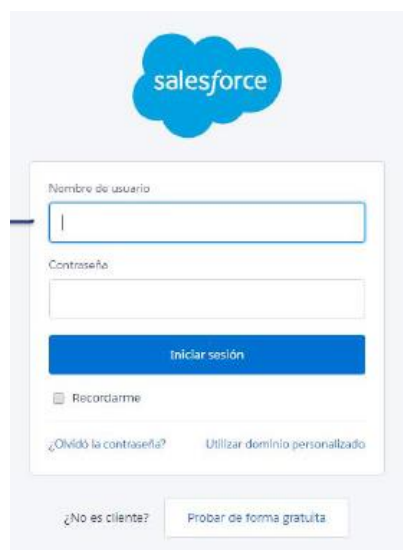 salesforce
Nombre de usuario
Contraseña
Iniciar sesión
Recordarme
¿Olvidó la contraseña? Utilizar dominio personalizado
¿No es cliente? Probar de forma gratuita